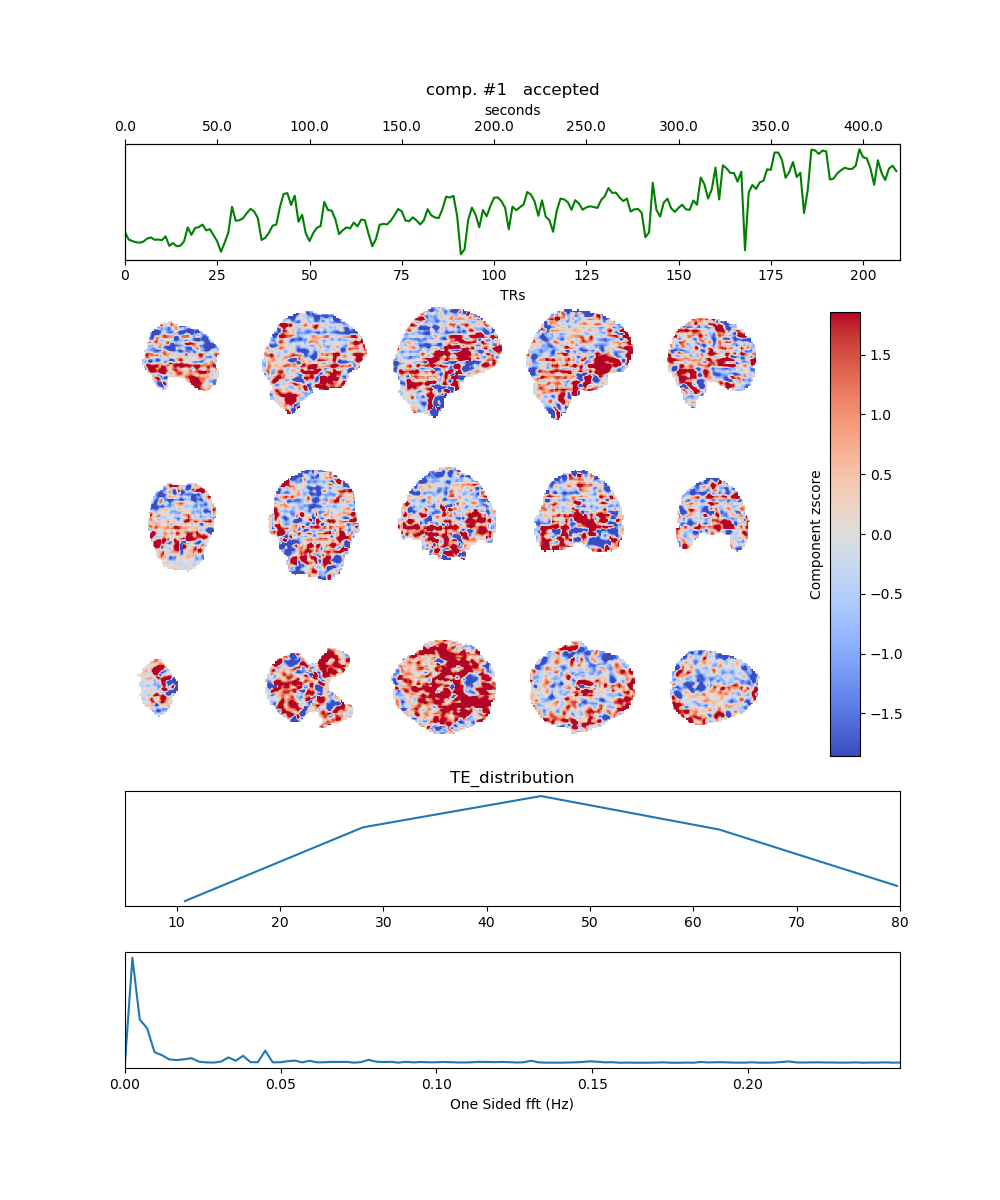 comp. #1   accepted
seconds
0.0 50.0 100.0 150.0 200.0 250.0 300.0 350.0 400.0
0 25 50 75 100 125 150 175 200
TRs
1.5
1.0
0.5
0.0
−0.5
−1.0
−1.5
Component zscore
TE_distribution
10 20 30 40 50 60 70 80
0.00 0.05 0.10 0.15 0.20
One Sided fft (Hz)